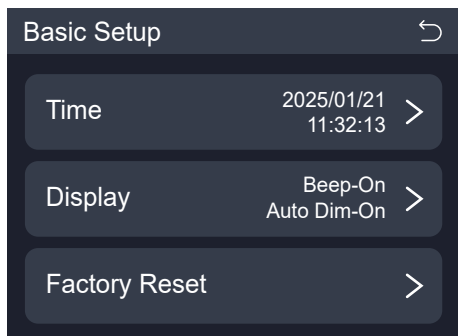 Basic Setup
Time
2025/01/21
11:32:13
Display
Beep-On
Auto Dim-On
Factory Reset